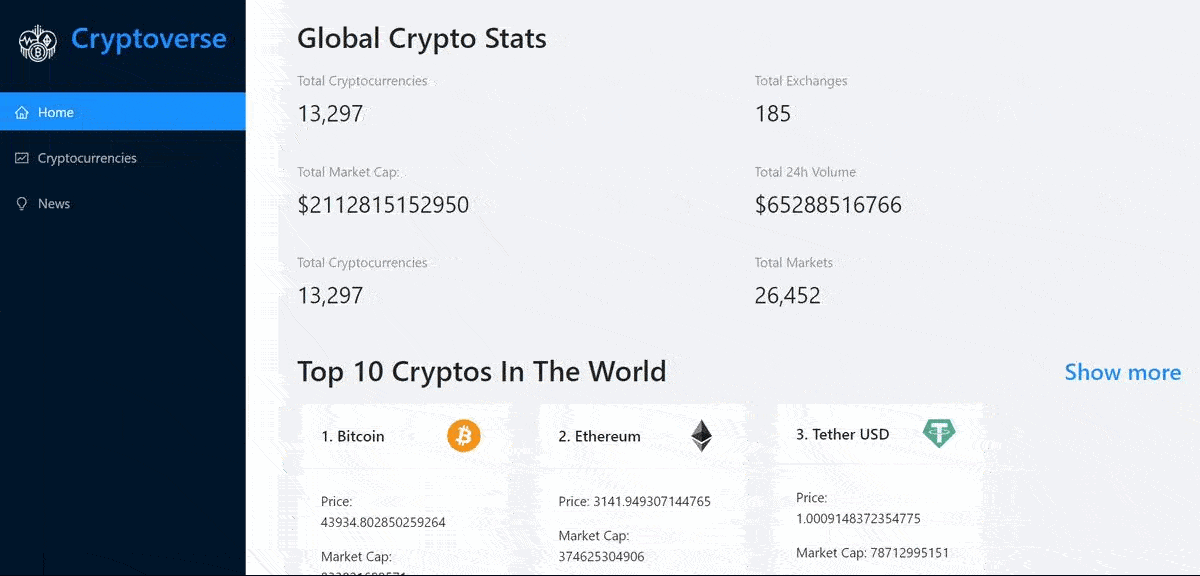 Cryptoverse
Home
Cryptocurrencies
News
Global Crypto Stats
Total Cryptocurrencies
13,297
Total Exchanges
185
Total Market Cap:
$2112815152950
Total 24h Volume
$65288516766
Total Cryptocurrencies
13,297
Total Markets
26,452
Top 10 Cryptos In The World
Show more
1. Bitcoin
Price:
43934.802850259264
Market Cap:
2. Ethereum
Price: 3141.949307144765
Market Cap:
374625304906
3. Tether USD
Price:
1.0009148372354775
Market Cap: 78712995151